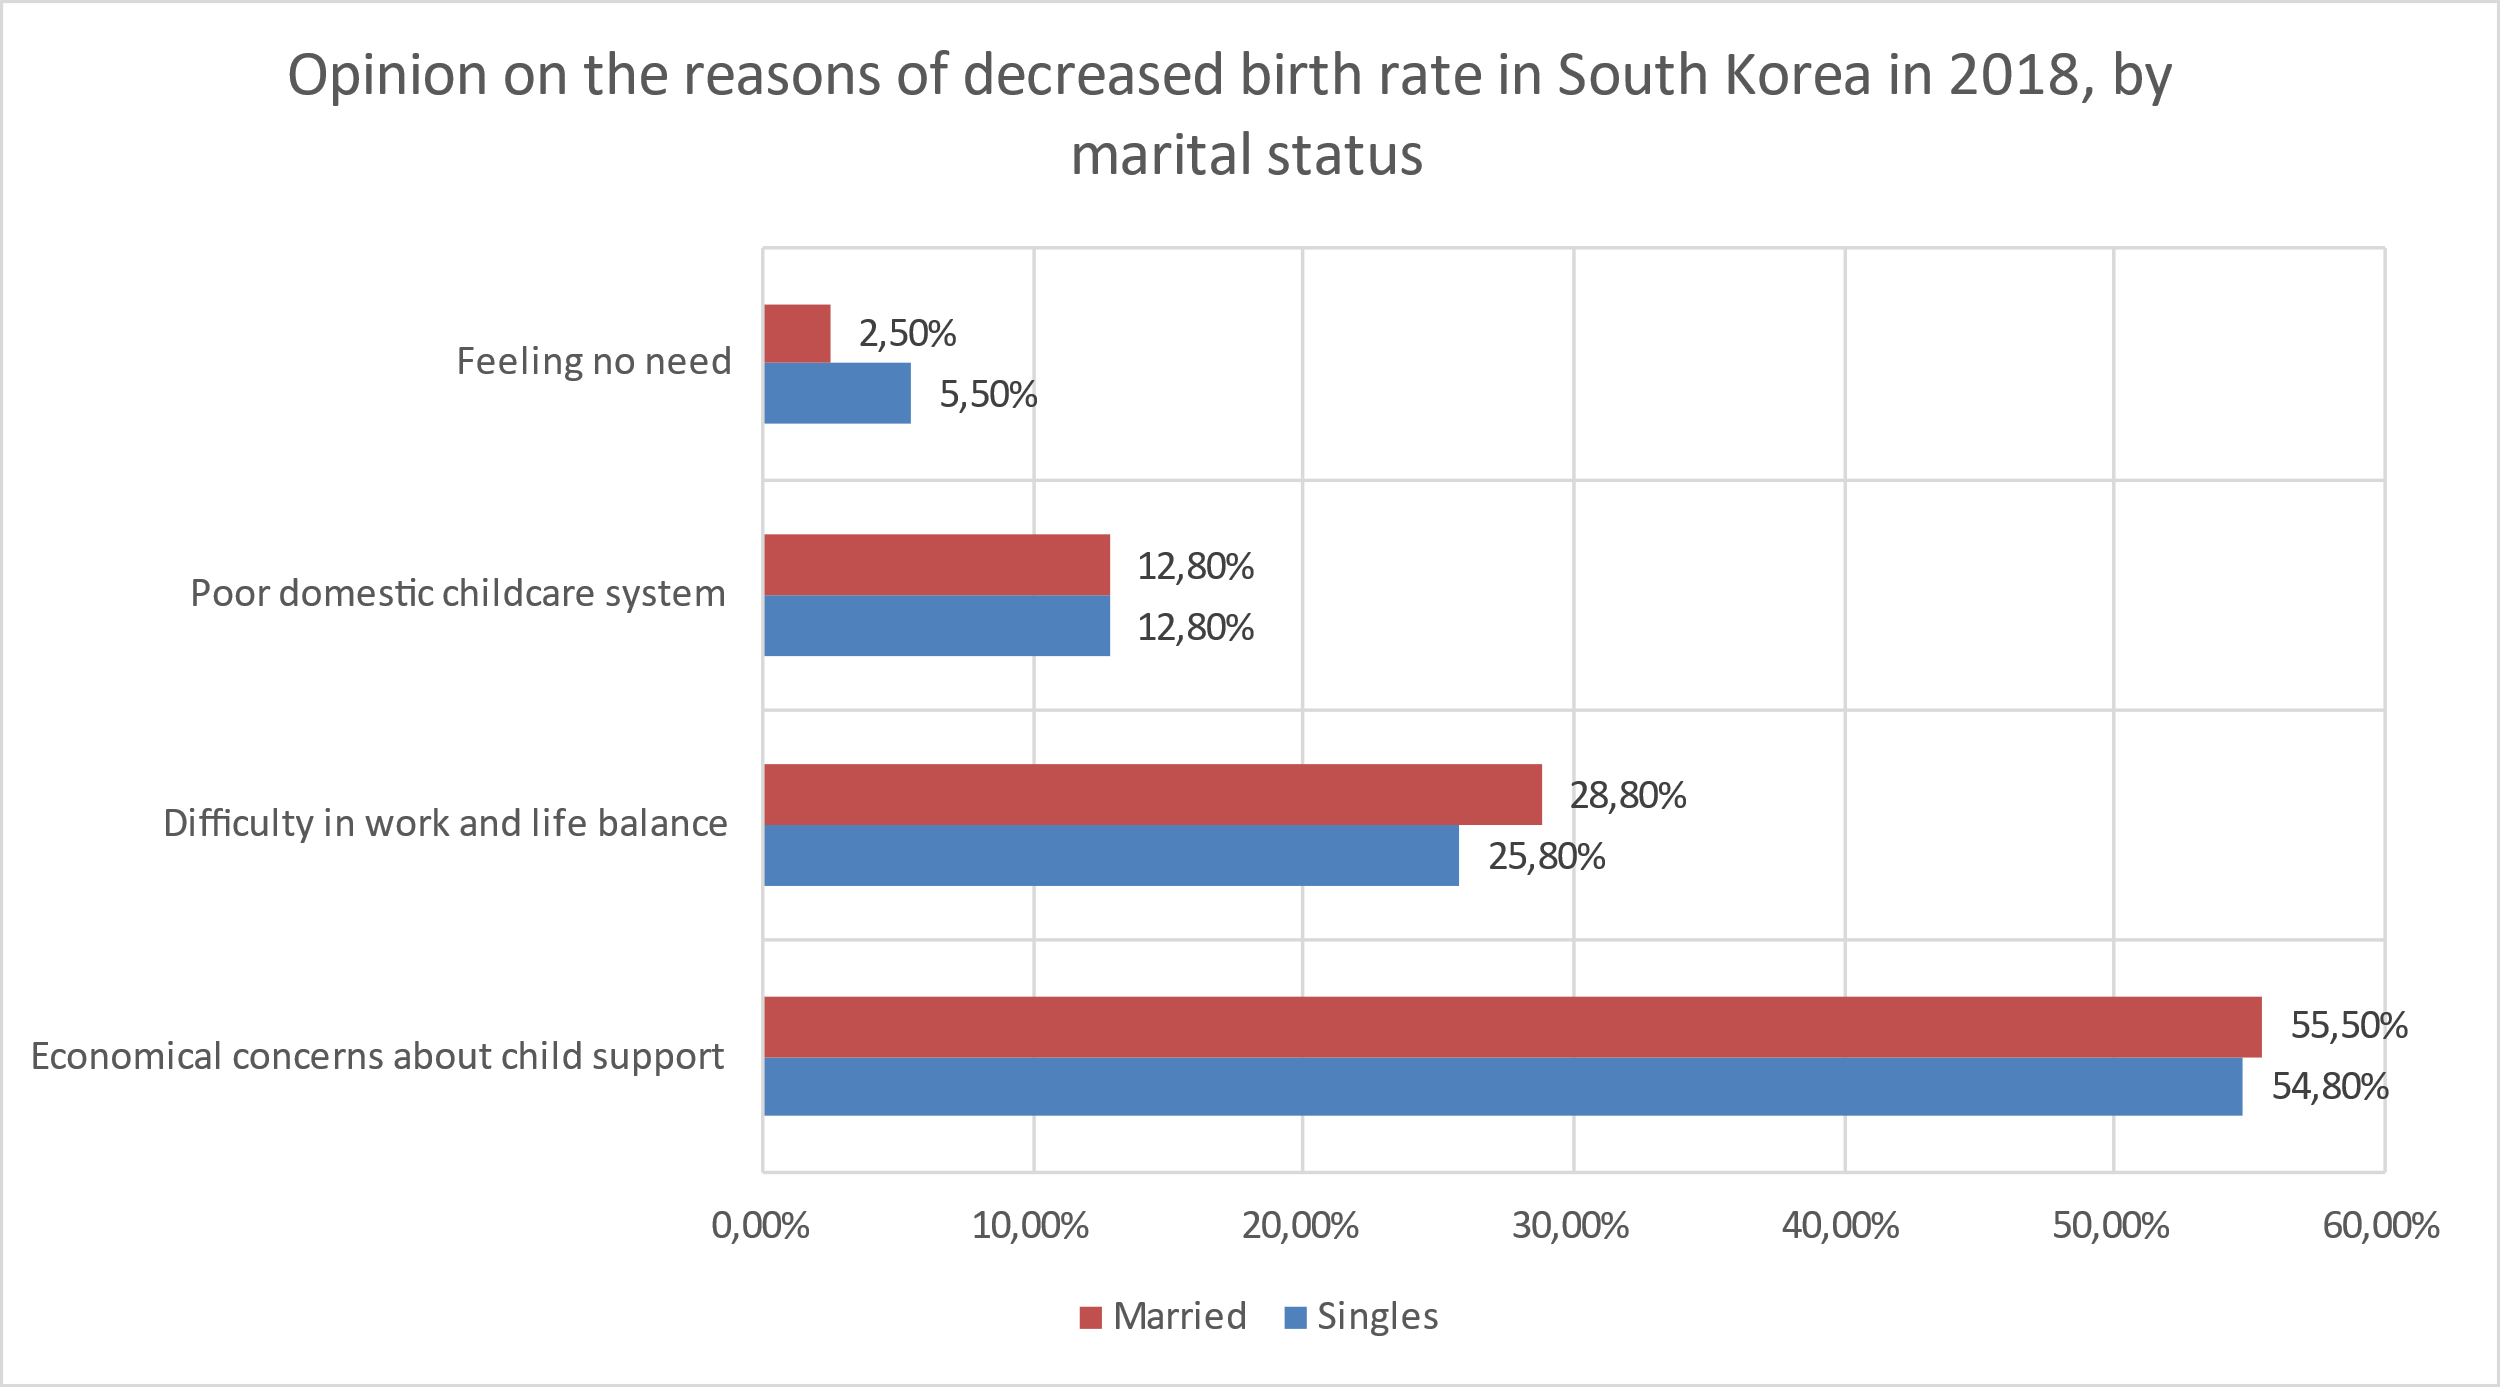 Opinion on the reasons of decreased birth rate in South Korea in 2018, by
marital status
Feeling no need
2,50%
5,50%
Poor domestic childcare system
12,80%
12,80%
Difficulty in work and life balance
28,80%
25,80%
Economical concerns about child support
55,50%
54,80%
0,00% 10,00% 20,00% 30,00% 40,00% 50,00% 60,00%
Married Singles